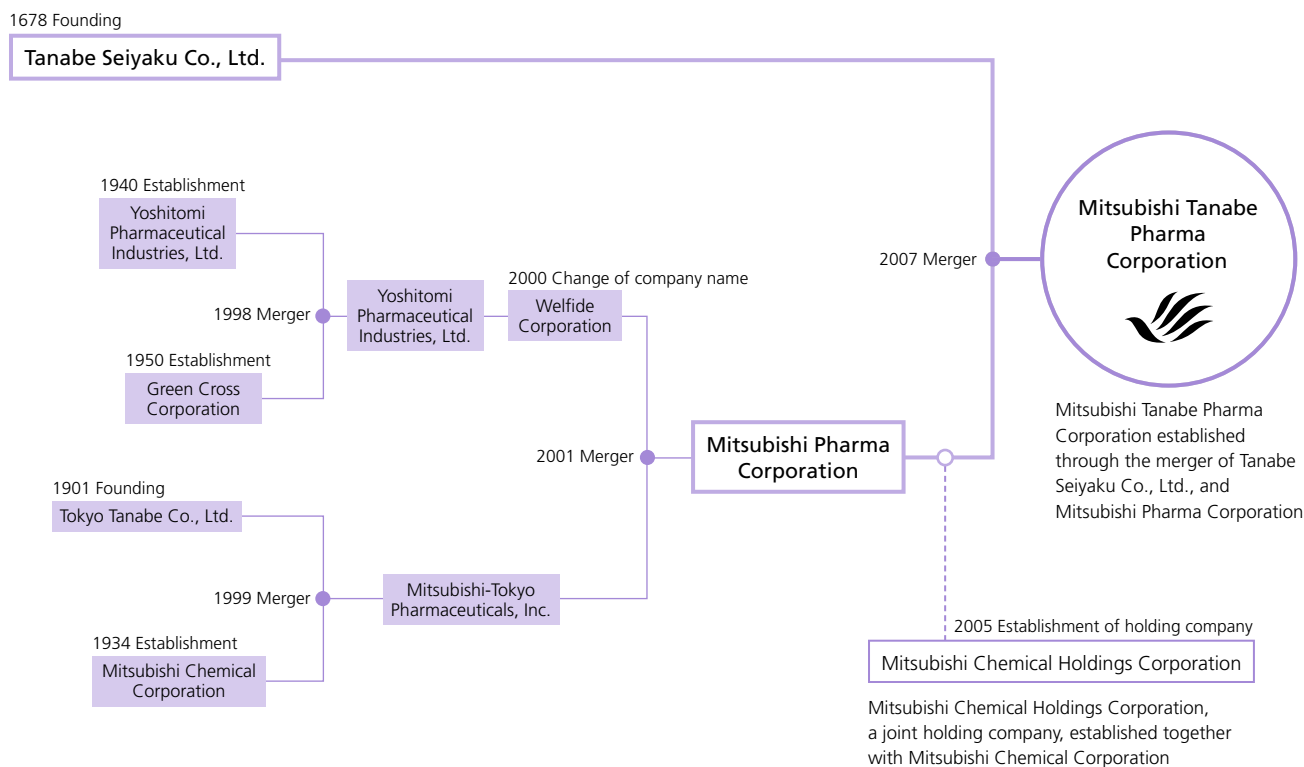 1678 Founding
Tanabe Seiyaku Co., Ltd.
1940 Establishment
Yoshitomi
Pharmaceutical
Industries, Ltd.
1998 Merger
1950 Establishment
Green Cross
Corporation
Yoshitomi
Pharmaceutical
Industries, Ltd.
2000 Change of company name
Welfide
Corporation
1901 Founding
Tokyo Tanabe Co., Ltd.
1999 Merger
1934 Establishment
Mitsubishi Chemical
Corporation
Mitsubishi-Tokyo
Pharmaceuticals, Inc.
2001 Merger
Mitsubishi Pharma
Corporation
2005 Establishment of holding company
Mitsubishi Chemical Holdings Corporation
Mitsubishi Chemical Holdings Corporation,
a joint holding company, established together
with Mitsubishi Chemical Corporation
2007 Merger
Mitsubishi Tanabe
Pharma
Corporation
Mitsubishi Tanabe Pharma
Corporation established
through the merger of Tanabe
Seiyaku Co., Ltd., and
Mitsubishi Pharma Corporation